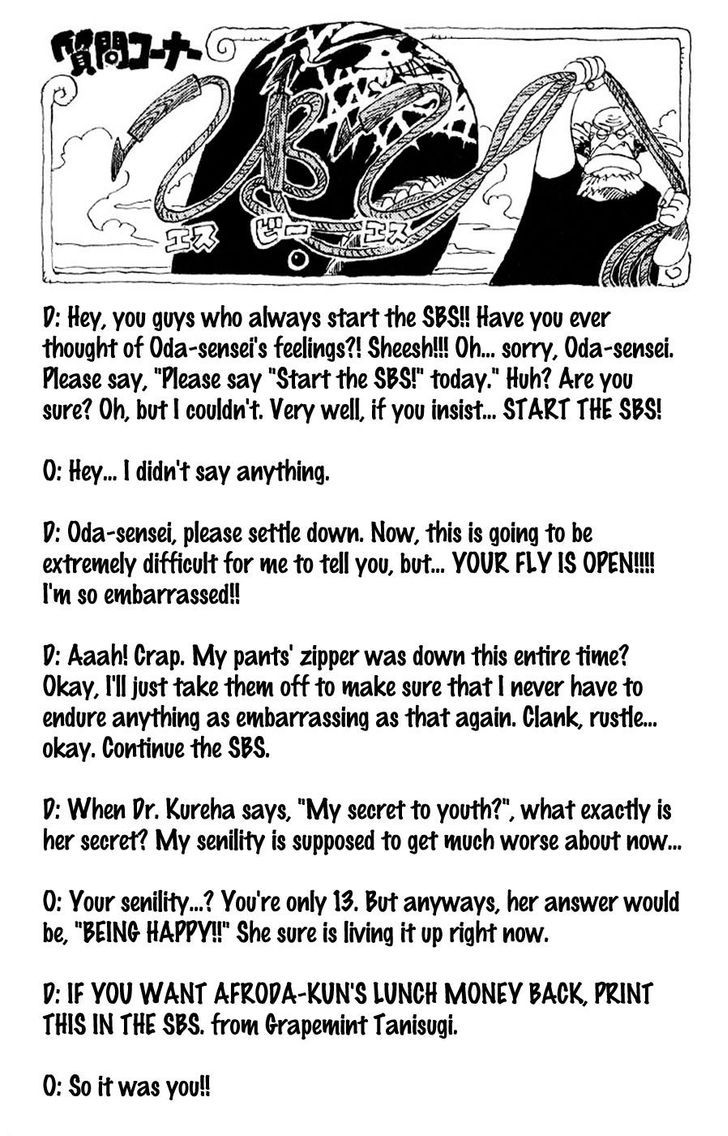 質問コーナー
エス ビー エス
D: Hey, you guys who always start the SBS!! Have you ever
thought of Oda-sensei's feelings?! Sheesh!!! Oh... sorry, Oda-sensei.
Please say, "Please say "Start the SBS!" today." Huh? Are you
sure? Oh, but I couldn't. Very well, if you insist... START THE SBS!
O: Hey... I didn't say anything.
D: Oda-sensei, please settle down. Now, this is going to be
extremely difficult for me to tell you, but... YOUR FLY IS OPEN!!!!
I'm so embarrassed!!
D: Aaah! Crap. My pants' zipper was down this entire time?
Okay, I'll just take them off to make sure that I never have to
endure anything as embarrassing as that again. Clank, rustle...
okay. Continue the SBS.
D: When Dr. Kureha says, "My secret to youth?", what exactly is
her secret? My senility is supposed to get much worse about now...
O: Your senility...? You're only 13. But anyways, her answer would
be, "BEING HAPPY!!" She sure is living it up right now.
D: IF YOU WANT AFRODA-KUN'S LUNCH MONEY BACK, PRINT
THIS IN THE SBS. from Grapemint Tanisugi.
O: So it was you!!